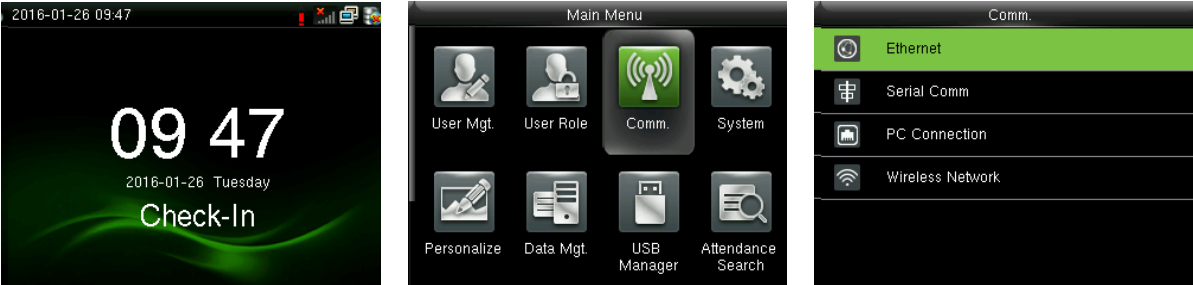 2016-01-26 09:47
09 47
2016-01-26 Tuesday
Check-In
Main Menu
User Mgt. User Role Comm. System
Personalize Data Mgt. USB Manager Attendance Search
Comm.
Ethernet
Serial Comm
PC Connection
Wireless Network